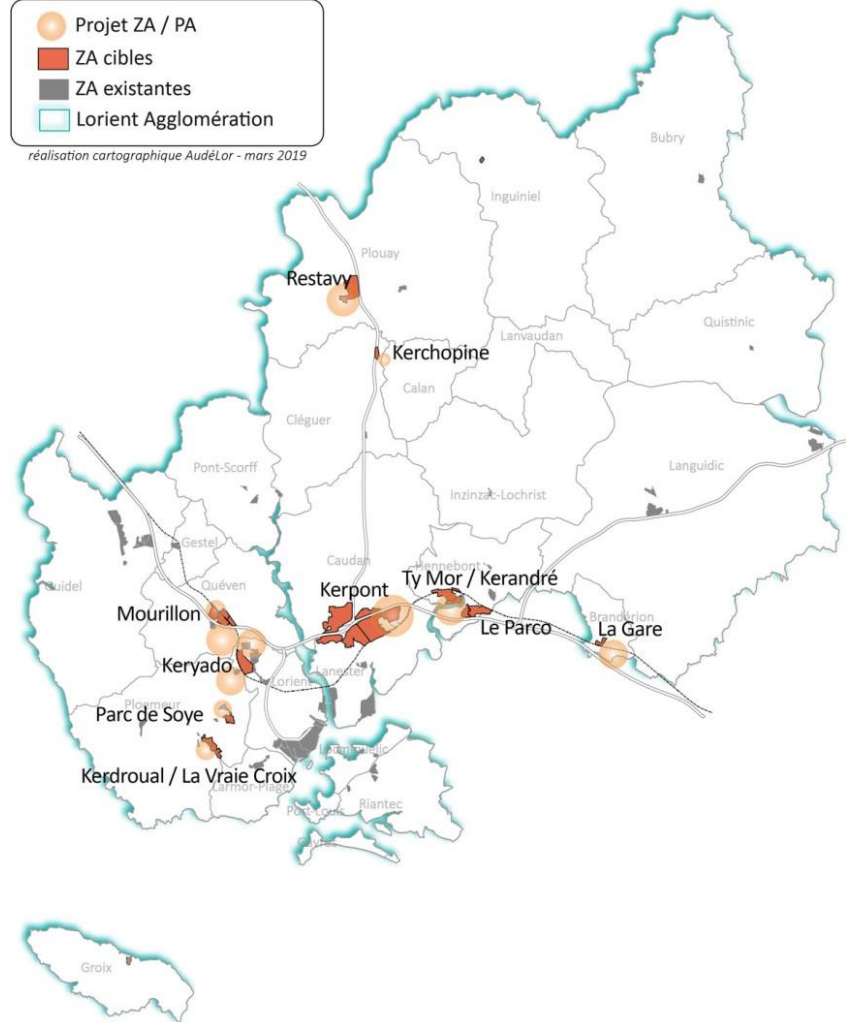 Projet ZA / PA
ZA cibles
ZA existantes
Lorient Agglomération
réalisation cartographique AudéLor - mars 2019
Bubry
Inguiniel
Plouay
Restavy
Quistinic
Lanvaudan
Kerchopine
Calan
Cléguer
Pont-Scorff
Languidic
Inzinzac-Lochrist
Gestel
Caudan
Hennebont
Guidel
Quéven
Ty Mor / Kerandré
Kerpont
Mourillon
Brandérion
Le Parco
La Gare
Keryado
Lanester
Lorient
Ploemeur
Parc de Soye
Locmiquélic
Kerdroual / La Vraie Croix
Larmor-Plage
Riantec
Port-Louis
Gâvres
Groix